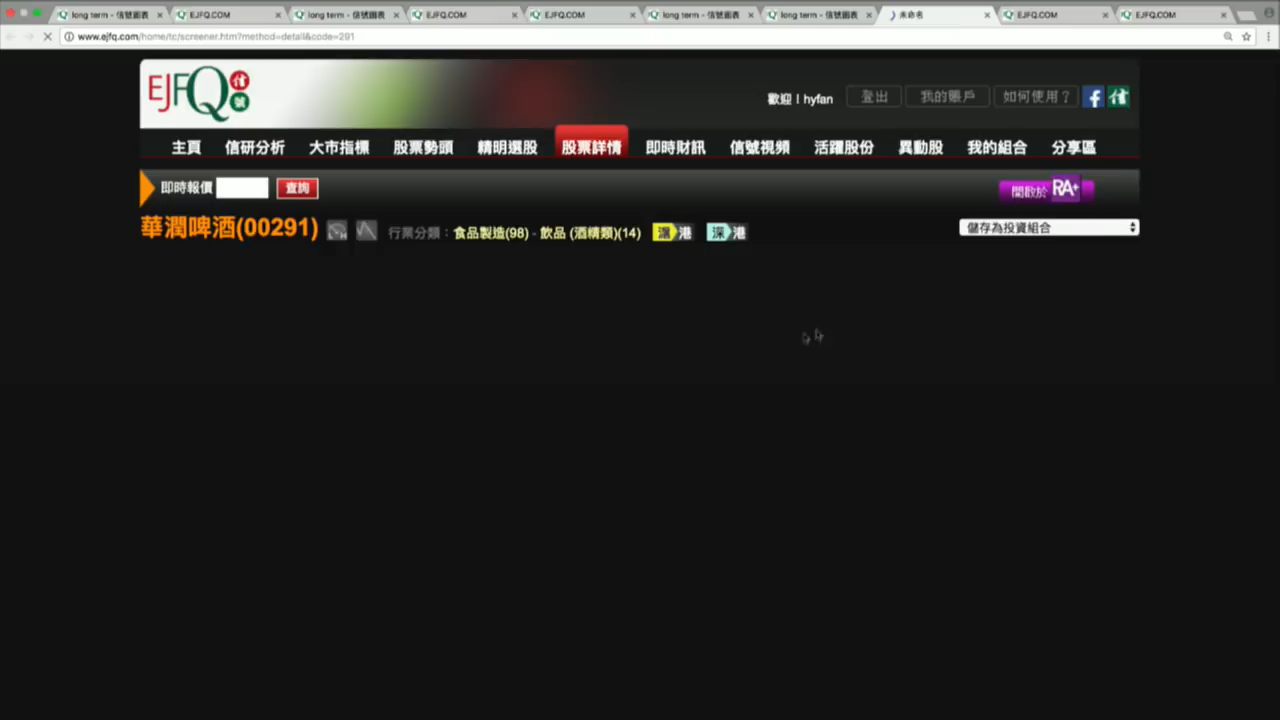 long term - 信號圖表 EJFQ.COM long term - 信號圖表 EJFQ.COM EJFQ.COM long term - 信號圖表 long term - 信號圖表 未命名 EJFQ.COM EJFQ.COM
www.ejfq.com/home/tc/screener.htm?method=detail&code=291
EJFQ 信號
歡迎！hyfan 登出 我的賬戶 如何使用？ f 信
主頁 信研分析 大市指標 股票勢頭 精明選股 股票詳情 即時財訊 信號視頻 活躍股份 異動股 我的組合 分享區
即時報價 查詢 開啟於 RA+
華潤啤酒(00291) 行業分類：食品製造(98) - 飲品 (酒精類)(14) 滬港 深港 儲存為投資組合